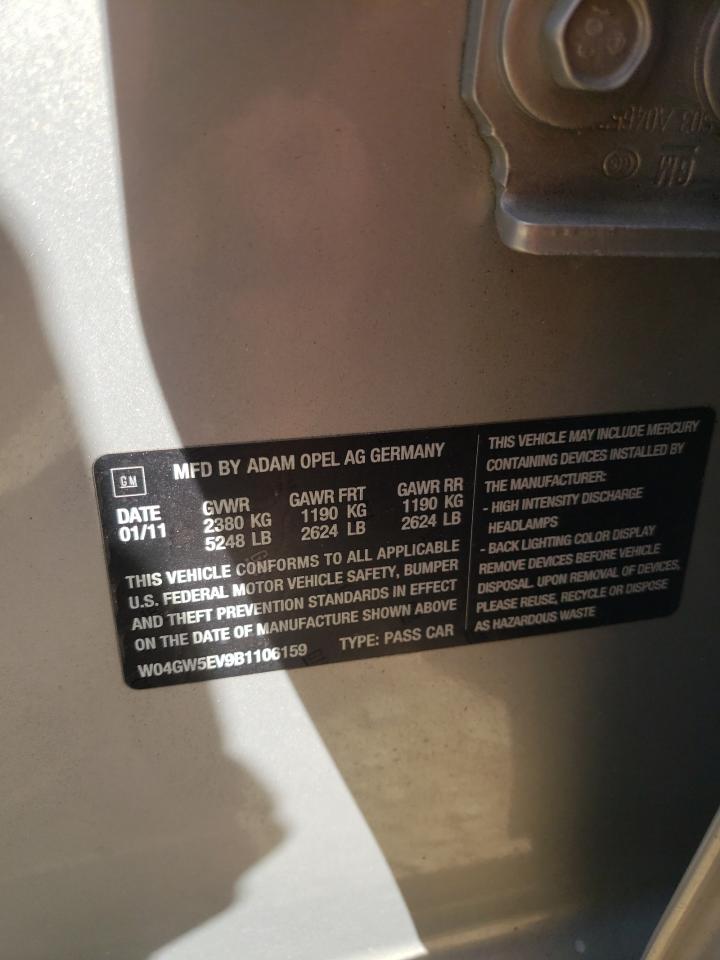 GM
MFD BY ADAM OPEL AG GERMANY
DATE
01/11
GVWR
2380 KG
5248 LB
GAWR FRT
1190 KG
2624 LB
GAWR RR
1190 KG
2624 LB
THIS VEHICLE CONFORMS TO ALL APPLICABLE
U.S. FEDERAL MOTOR VEHICLE SAFETY, BUMPER
AND THEFT PREVENTION STANDARDS IN EFFECT
ON THE DATE OF MANUFACTURE SHOWN ABOVE
W04GW5EV9B1106159 TYPE: PASS CAR
THIS VEHICLE MAY INCLUDE MERCURY
CONTAINING DEVICES INSTALLED BY
THE MANUFACTURER:
- HIGH INTENSITY DISCHARGE
HEADLAMPS
- BACK LIGHTING COLOR DISPLAY
REMOVE DEVICES BEFORE VEHICLE
DISPOSAL. UPON REMOVAL OF DEVICES,
PLEASE REUSE, RECYCLE OR DISPOSE
AS HAZARDOUS WASTE
GM